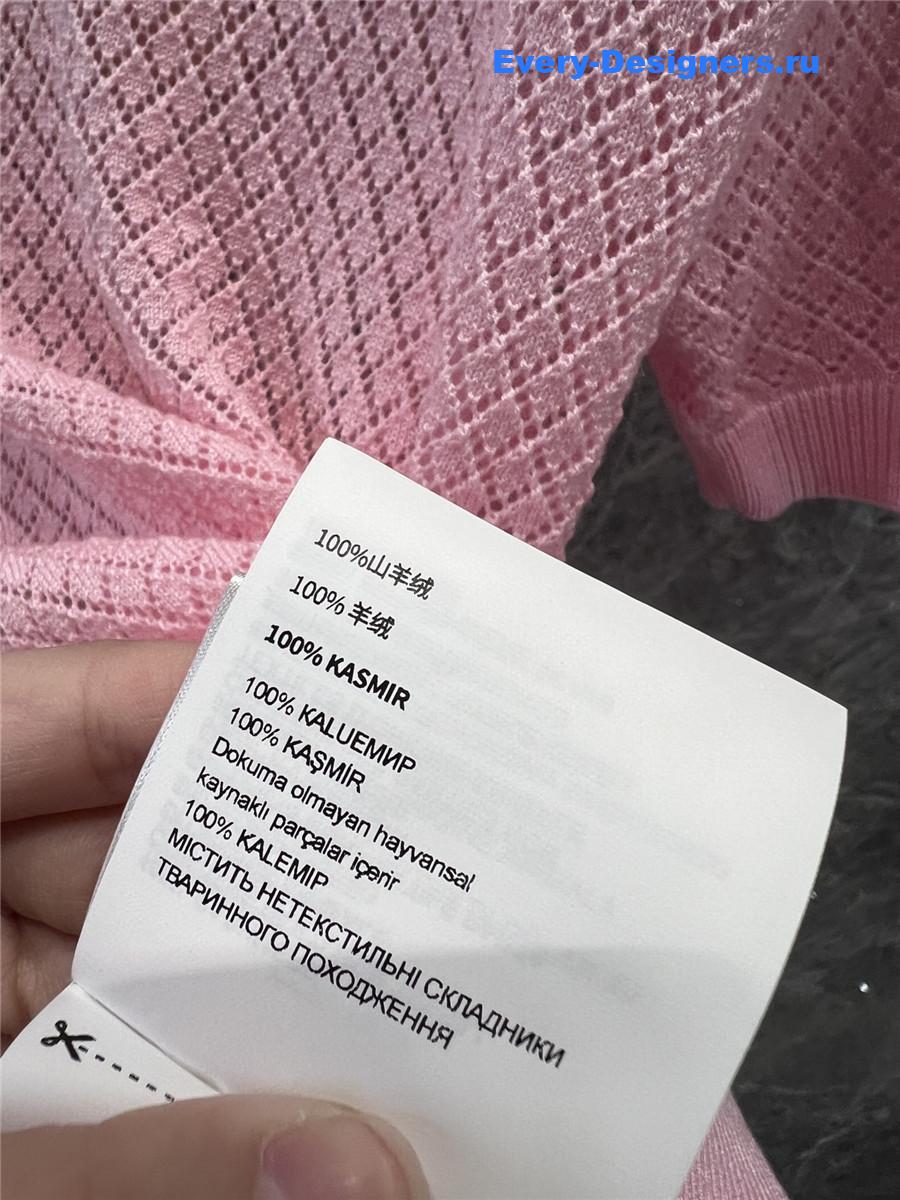 Every-Designers.ru
100%山羊绒
100% 羊绒
100% KASMIR
100% KALUEМИР
100% KAŞMİR
Dokuma olmayan hayvansal
kaynaklı parçalar içerir
100% KALEMIP
МІСТИТЬ НЕТЕКСТИЛЬНІ СКЛАДНИКИ
ТВАРИННОГО ПОХОДЖЕННЯ